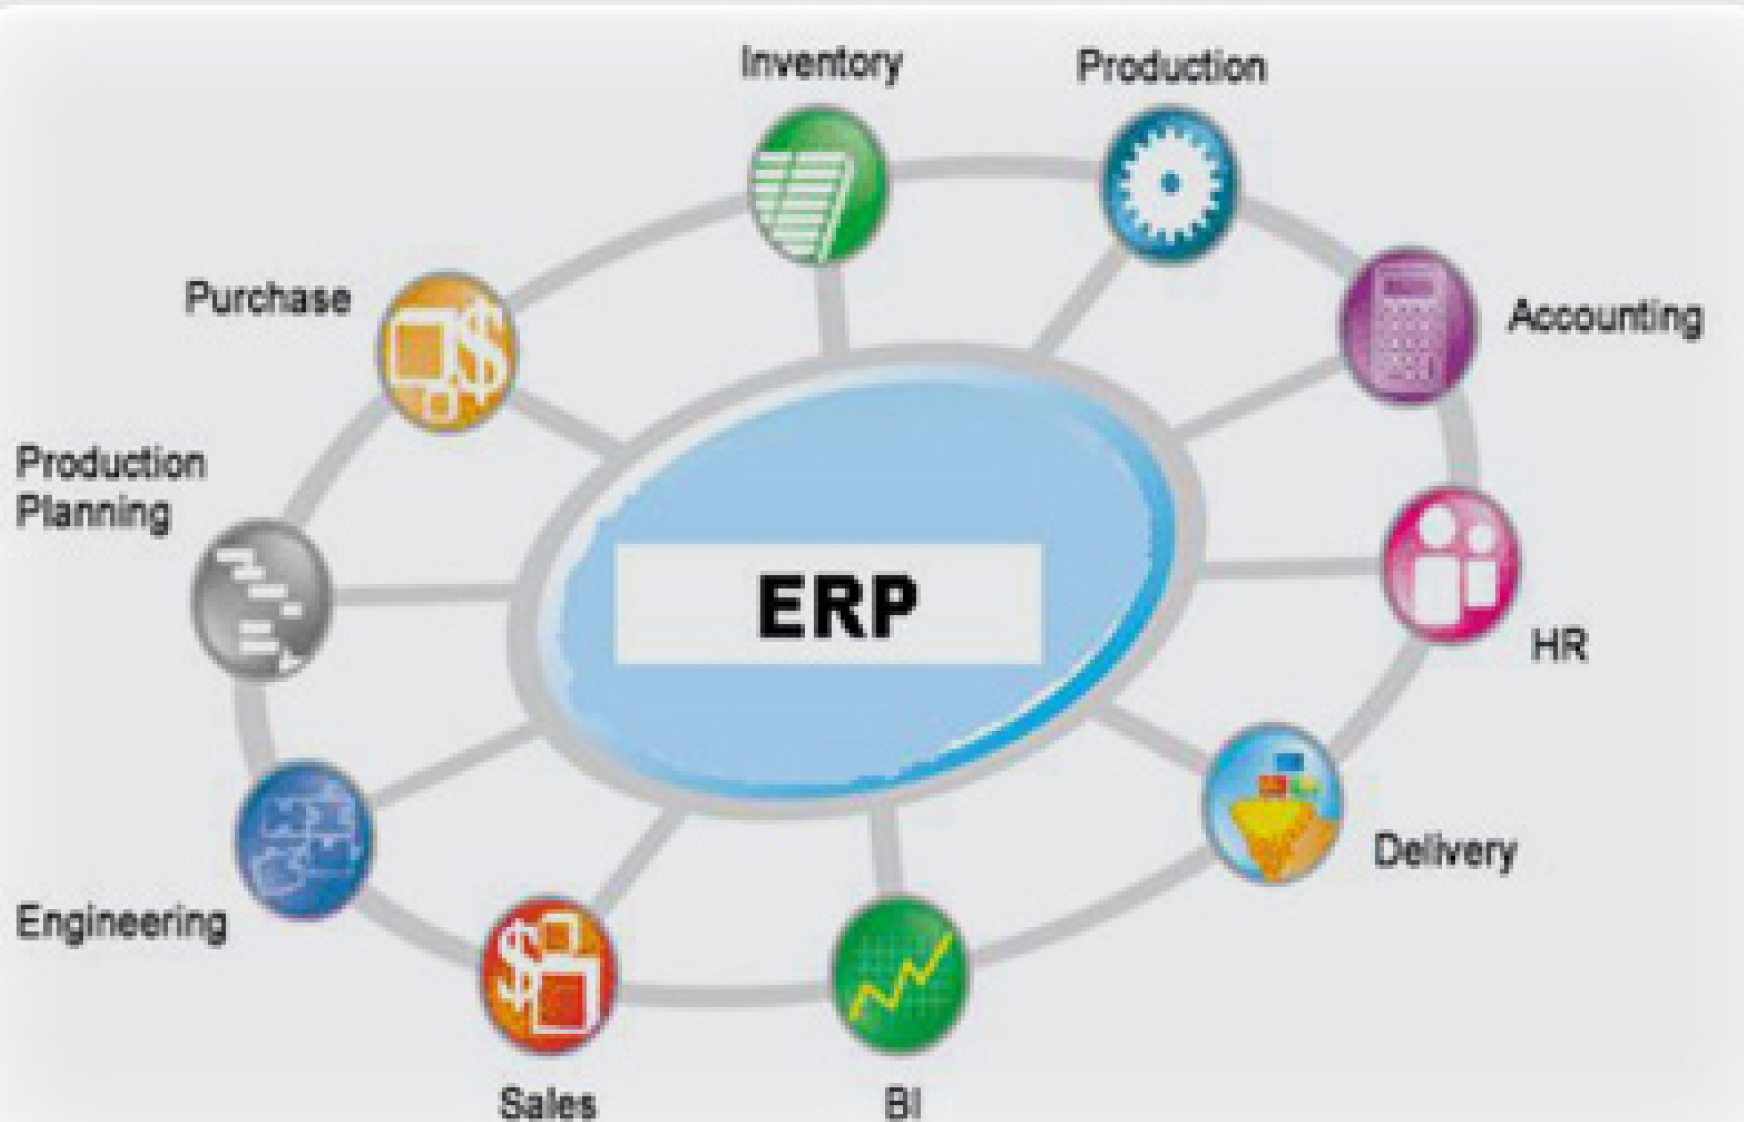 Inventory
Production
Purchase
Accounting
Production
Planning
ERP
HR
Delivery
Engineering
Sales
BI